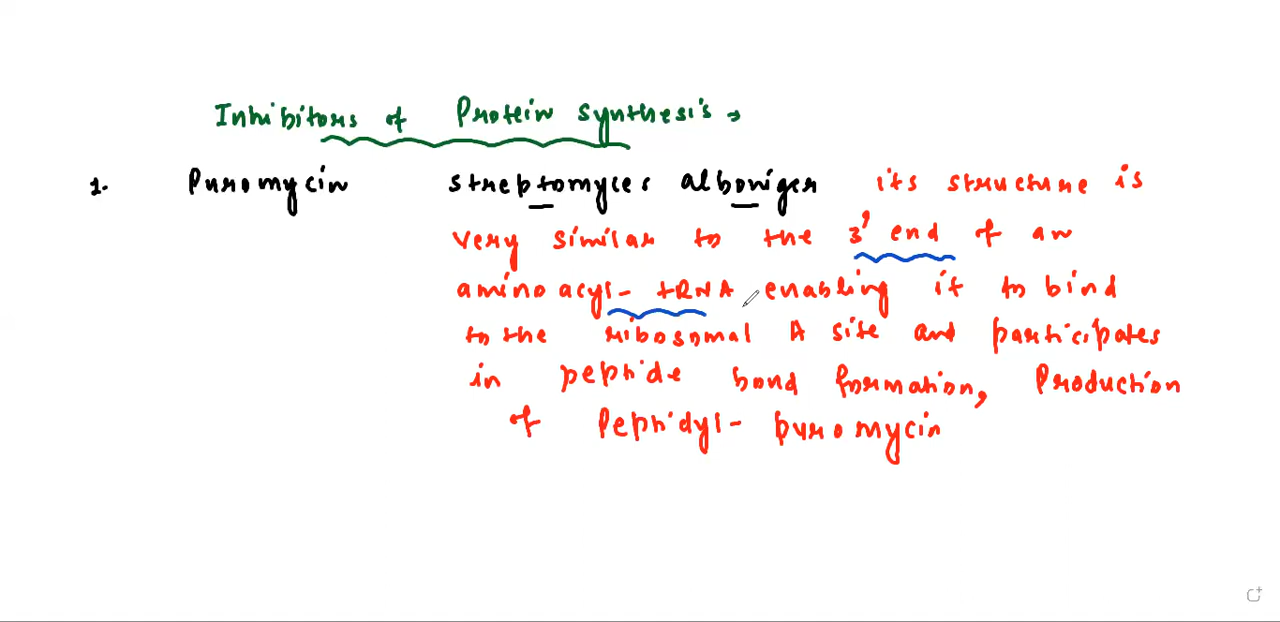 Inhibitors of Protein synthesis →
1. Puromycin streptomyces alboniger its structure is
very similar to the 3' end of an
amino acyl- tRNA enabling it to bind
to the ribosomal A site and participates
in peptide bond formation, Production
of Peptidyl- puromycin